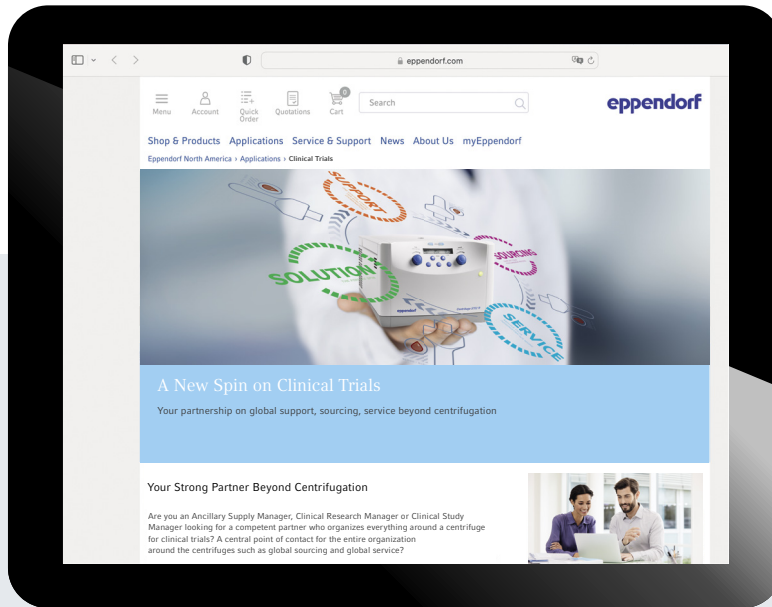 eppendorf.com
0
Menu
Account
Quick
Order
Quotations
Cart
Search
eppendorf
Shop & Products Applications Service & Support News About Us myEppendorf
Eppendorf North America › Applications › Clinical Trials
SUPPORT
SOLUTION
SOURCING
SERVICE
eppendorf
A New Spin on Clinical Trials
Your partnership on global support, sourcing, service beyond centrifugation
Your Strong Partner Beyond Centrifugation
Are you an Ancillary Supply Manager, Clinical Research Manager or Clinical Study
Manager looking for a competent partner who organizes everything around a centrifuge
for clinical trials? A central point of contact for the entire organization
around the centrifuges such as global sourcing and global service?